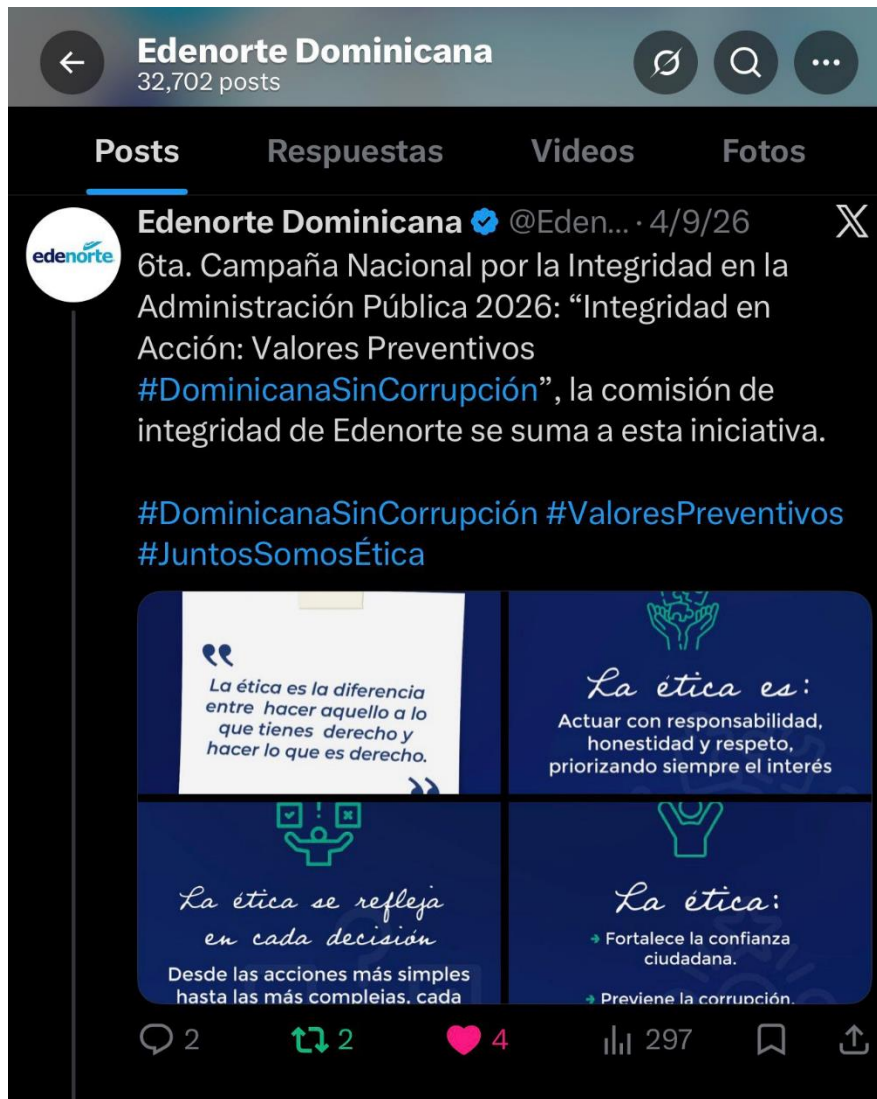 Edenorte Dominicana
32,702 posts
Posts Respuestas Videos Fotos
edenorte
Edenorte Dominicana @Eden... · 4/9/26
6ta. Campaña Nacional por la Integridad en la
Administración Pública 2026: “Integridad en
Acción: Valores Preventivos
#DominicanaSinCorrupción”, la comisión de
integridad de Edenorte se suma a esta iniciativa.
#DominicanaSinCorrupción #ValoresPreventivos
#JuntosSomosÉtica
La ética es la diferencia
entre hacer aquello a lo
que tienes derecho y
hacer lo que es derecho.
La ética es:
Actuar con responsabilidad,
honestidad y respeto,
priorizando siempre el interés
La ética se refleja
en cada decisión
Desde las acciones más simples
hasta las más complejas, cada
La ética:
Fortalece la confianza
ciudadana.
Previene la corrupción.
2 2 4 297